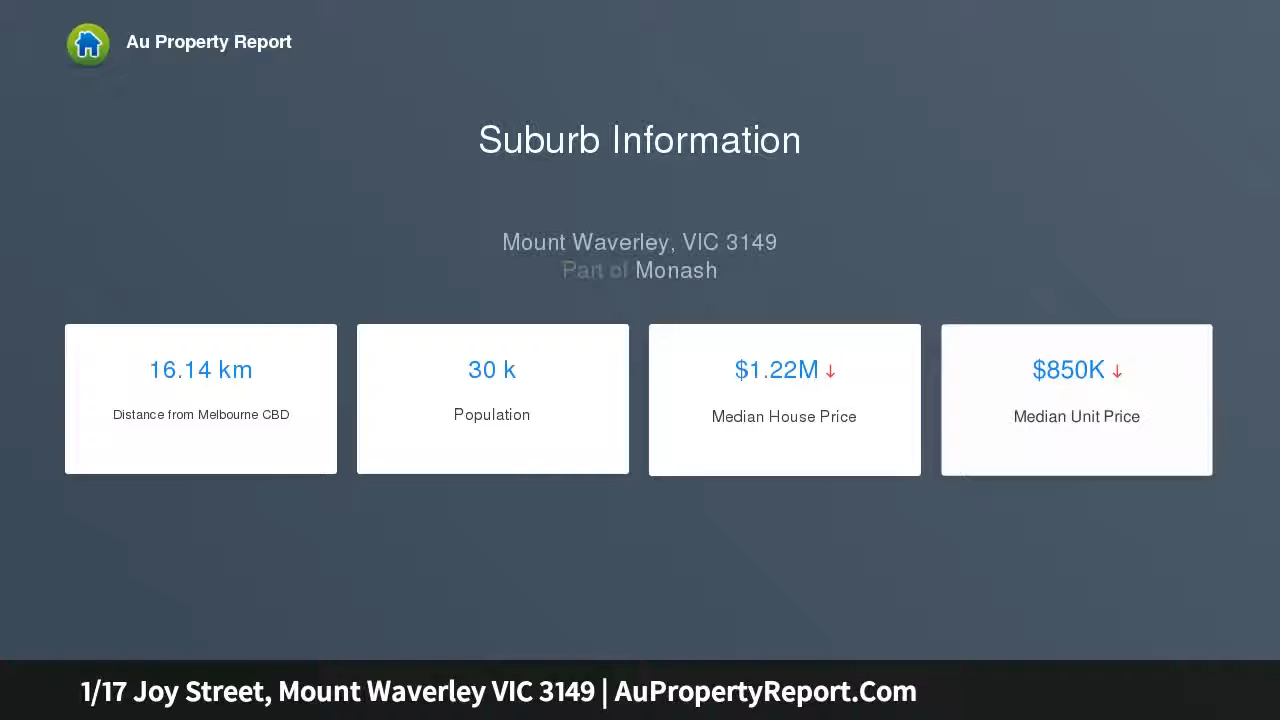 Au Property Report
Suburb Information
Mount Waverley, VIC 3149
Part of Monash
16.14 km
Distance from Melbourne CBD
30 k
Population
$1.22M ↓
Median House Price
$850K ↓
Median Unit Price
1/17 Joy Street, Mount Waverley VIC 3149 | AuPropertyReport.Com